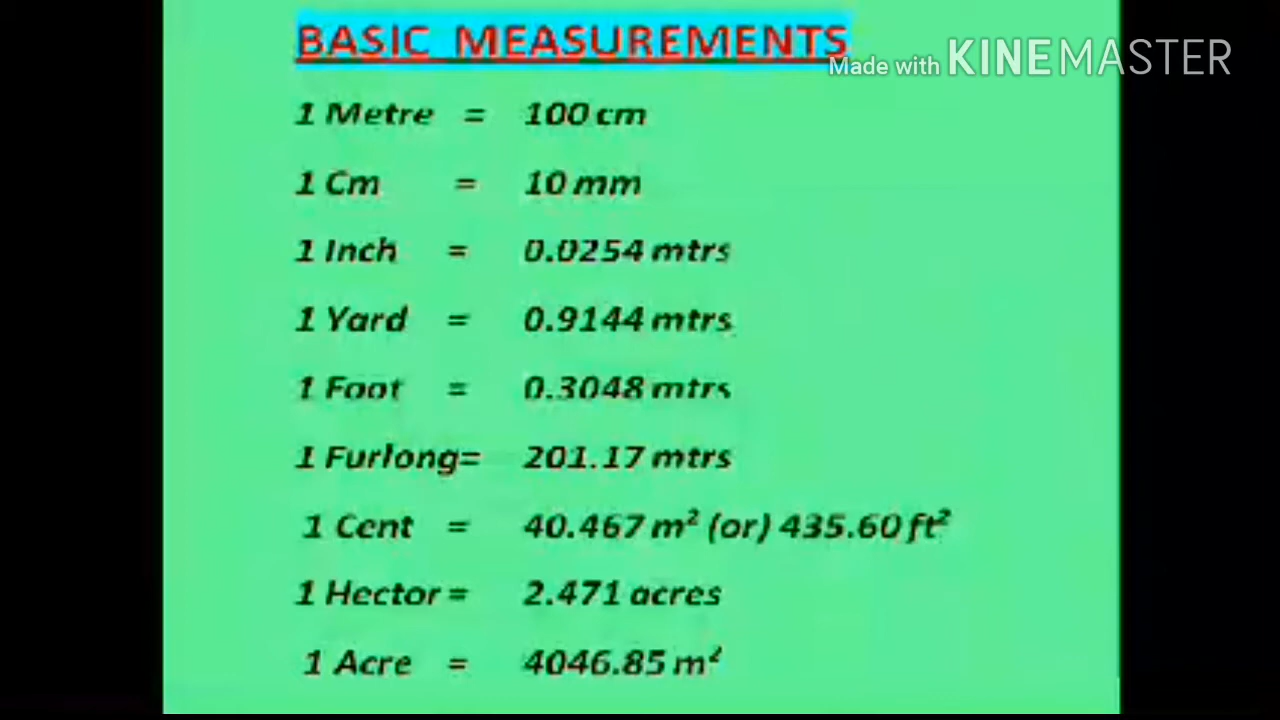 BASIC MEASUREMENTS
Made with KINEMASTER
1 Metre = 100 cm
1 Cm = 10 mm
1 Inch = 0.0254 mtrs
1 Yard = 0.9144 mtrs
1 Foot = 0.3048 mtrs
1 Furlong= 201.17 mtrs
1 Cent = 40.467 m² (or) 435.60 ft²
1 Hector = 2.471 acres
1 Acre = 4046.85 m²